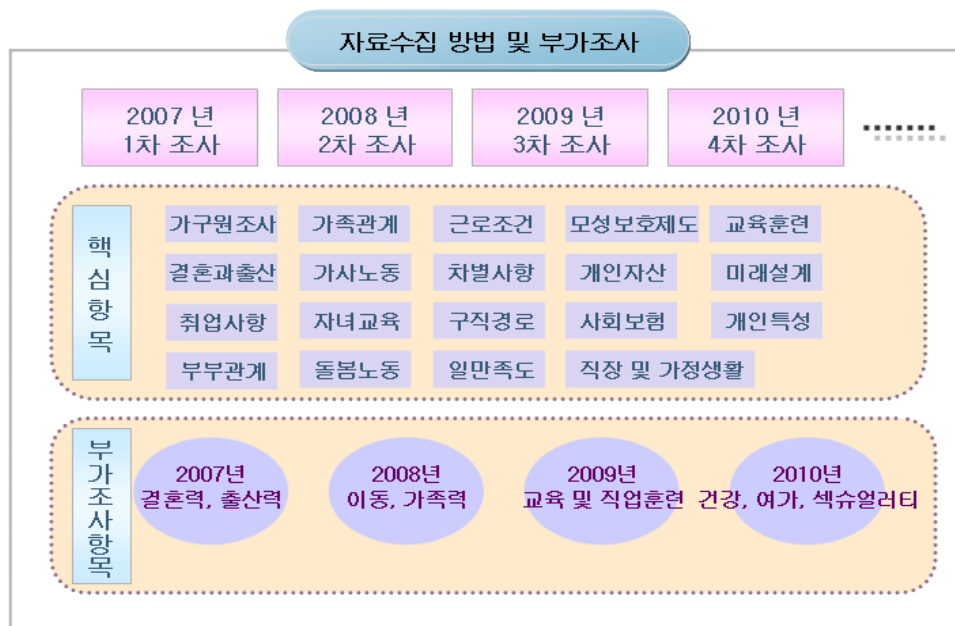 자료수집 방법 및 부가조사
2007 년
1차 조사
2008 년
2차 조사
2009 년
3차 조사
2010 년
4차 조사
핵심항목
가구원조사 가족관계 근로조건 모성보호제도 교육훈련
결혼과출산 가사노동 차별사항 개인자산 미래설계
취업사항 자녀교육 구직경로 사회보험 개인특성
부부관계 돌봄노동 일만족도 직장 및 가정생활
부가조사항목
2007년
결혼력, 출산력
2008년
이동, 가족력
2009년
교육 및 직업훈련
2010년
건강, 여가, 섹슈얼러티